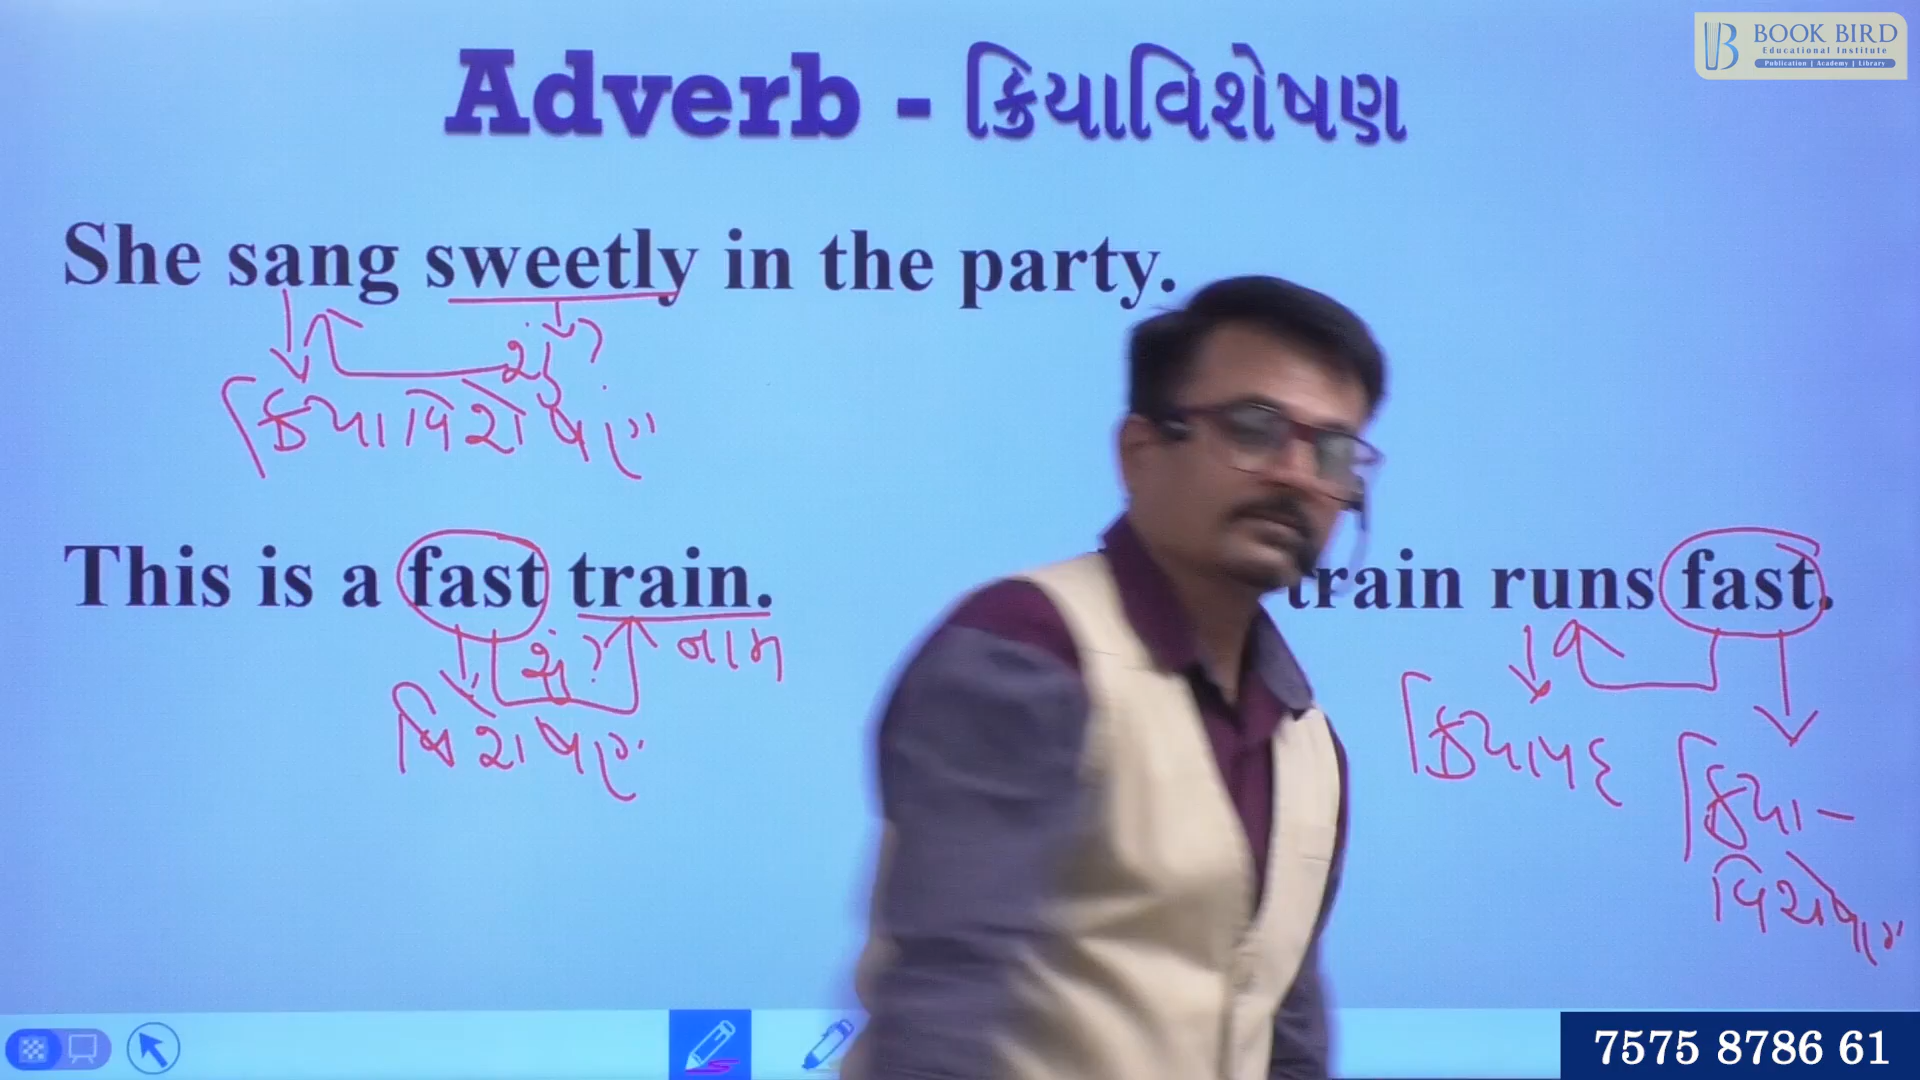 BOOK BIRD
Educational Institute
Publication | Academy | Library
Adverb - ક્રિયાવિશેષણ
She sang sweetly in the party.
શું?
ક્રિયાવિશેષણ
This is a fast train.
train runs fast.
શું? નામ
વિશેષણ
ક્રિયાપદ
ક્રિયા-
વિશેષણ
7575 8786 61